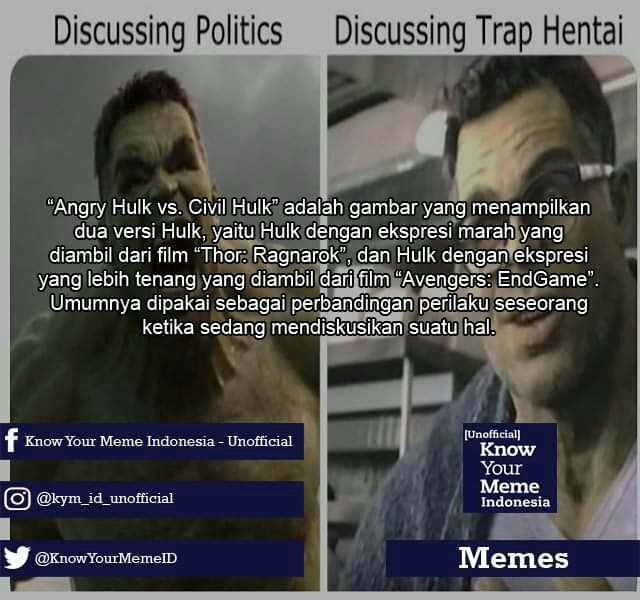 Discussing Politics
Discussing Trap Hentai
“Angry Hulk vs. Civil Hulk” adalah gambar yang menampilkan
dua versi Hulk, yaitu Hulk dengan ekspresi marah yang
diambil dari film “Thor: Ragnarok”, dan Hulk dengan ekspresi
yang lebih tenang yang diambil dari film “Avengers: EndGame”.
Umumnya dipakai sebagai perbandingan perilaku seseorang
ketika sedang mendiskusikan suatu hal.
f Know Your Meme Indonesia - Unofficial
@kym_id_unofficial
@KnowYourMemeID
[Unofficial]
Know
Your
Meme
Indonesia
Memes